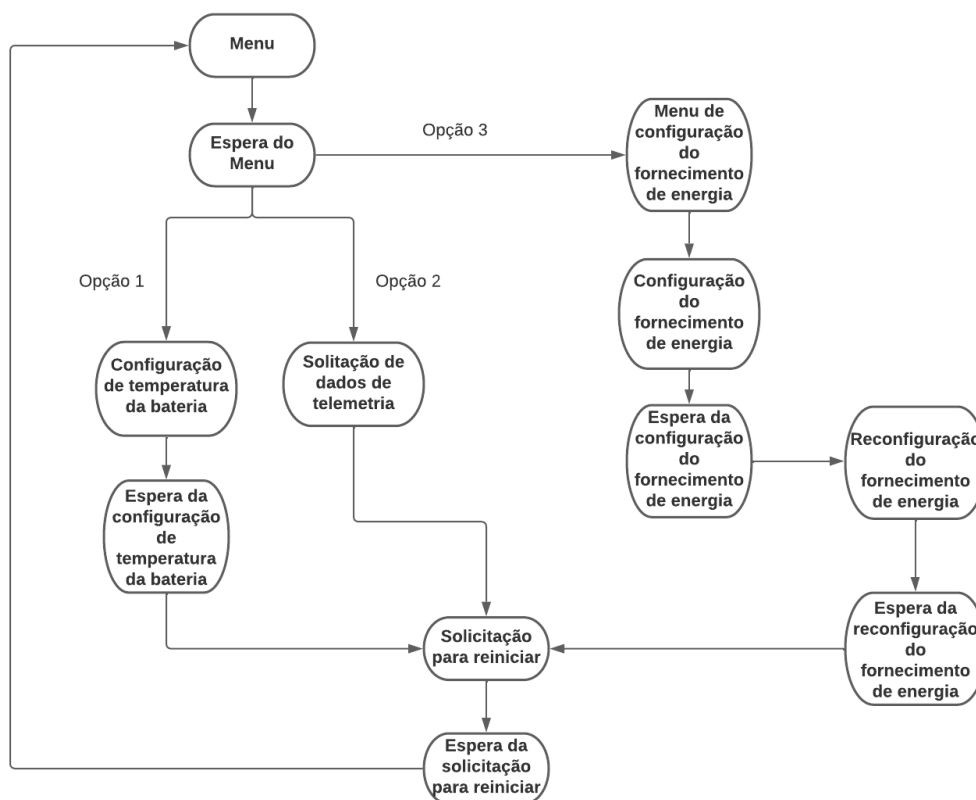 Menu
Espera do
Menu
Opção 3
Menu de
configuração
do
fornecimento
de energia
Opção 1
Opção 2
Configuração
do
fornecimento
de energia
Configuração
de temperatura
da bateria
Solitação de
dados de
telemetria
Espera da
configuração
do
fornecimento
de energia
Reconfiguração
do
fornecimento
de energia
Espera da
configuração
de
temperatura
da bateria
Solicitação
para reiniciar
Espera da
reconfiguração
do
fornecimento
de energia
Espera da
solicitação
para reiniciar